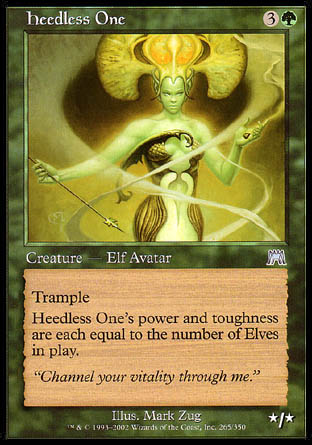 Heedless One 3
Creature — Elf Avatar
Trample
Heedless One's power and toughness
are each equal to the number of Elves
in play.
"Channel your vitality through me."
Illus. Mark Zug
™ & © 1993–2002 Wizards of the Coast, Inc. 265/350
★/★